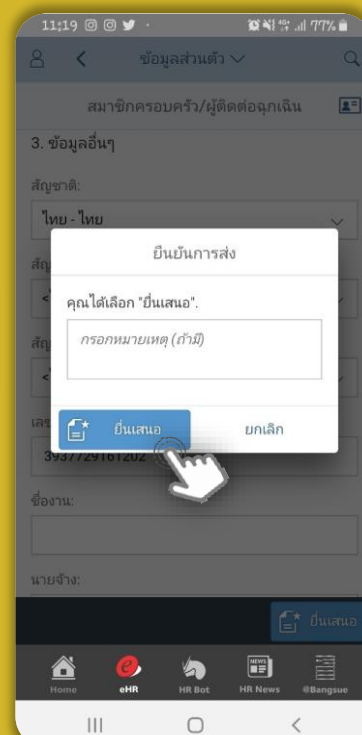 11:19
77%
ข้อมูลส่วนตัว
สมาชิกครอบครัว/ผู้ติดต่อฉุกเฉิน
3. ข้อมูลอื่นๆ
สัญชาติ:
ไทย - ไทย
ยืนยันการส่ง
คุณได้เลือก "ยื่นเสนอ".
กรอกหมายเหตุ (ถ้ามี)
ยื่นเสนอ ยกเลิก
3937729161202
ชื่องาน:
นายจ้าง:
ยื่นเสนอ
Home eHR HR Bot HR News @Bangsue